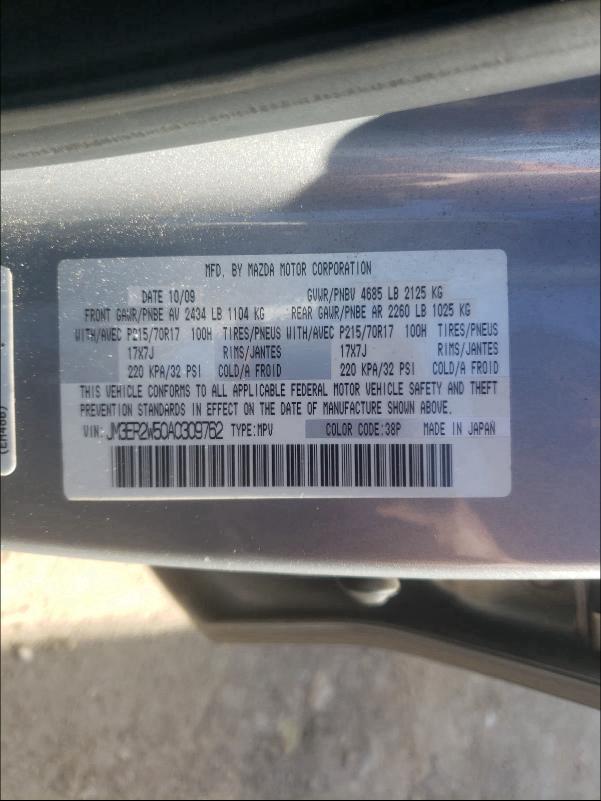 MFD. BY MAZDA MOTOR CORPORATION
DATE 10/09 GVWR/PNBV 4685 LB 2125 KG
FRONT GAWR/PNBE AV 2434 LB 1104 KG REAR GAWR/PNBE AR 2260 LB 1025 KG
WITH/AVEC P215/70R17 100H TIRES/PNEUS WITH/AVEC P215/70R17 100H TIRES/PNEUS
17X7J RIMS/JANTES 17X7J RIMS/JANTES
220 KPA/32 PSI COLD/A FROID 220 KPA/32 PSI COLD/A FROID
THIS VEHICLE CONFORMS TO ALL APPLICABLE FEDERAL MOTOR VEHICLE SAFETY AND THEFT
PREVENTION STANDARDS IN EFFECT ON THE DATE OF MANUFACTURE SHOWN ABOVE.
VIN: JM3ER2W50A0309762 TYPE:MPV COLOR CODE:38P MADE IN JAPAN